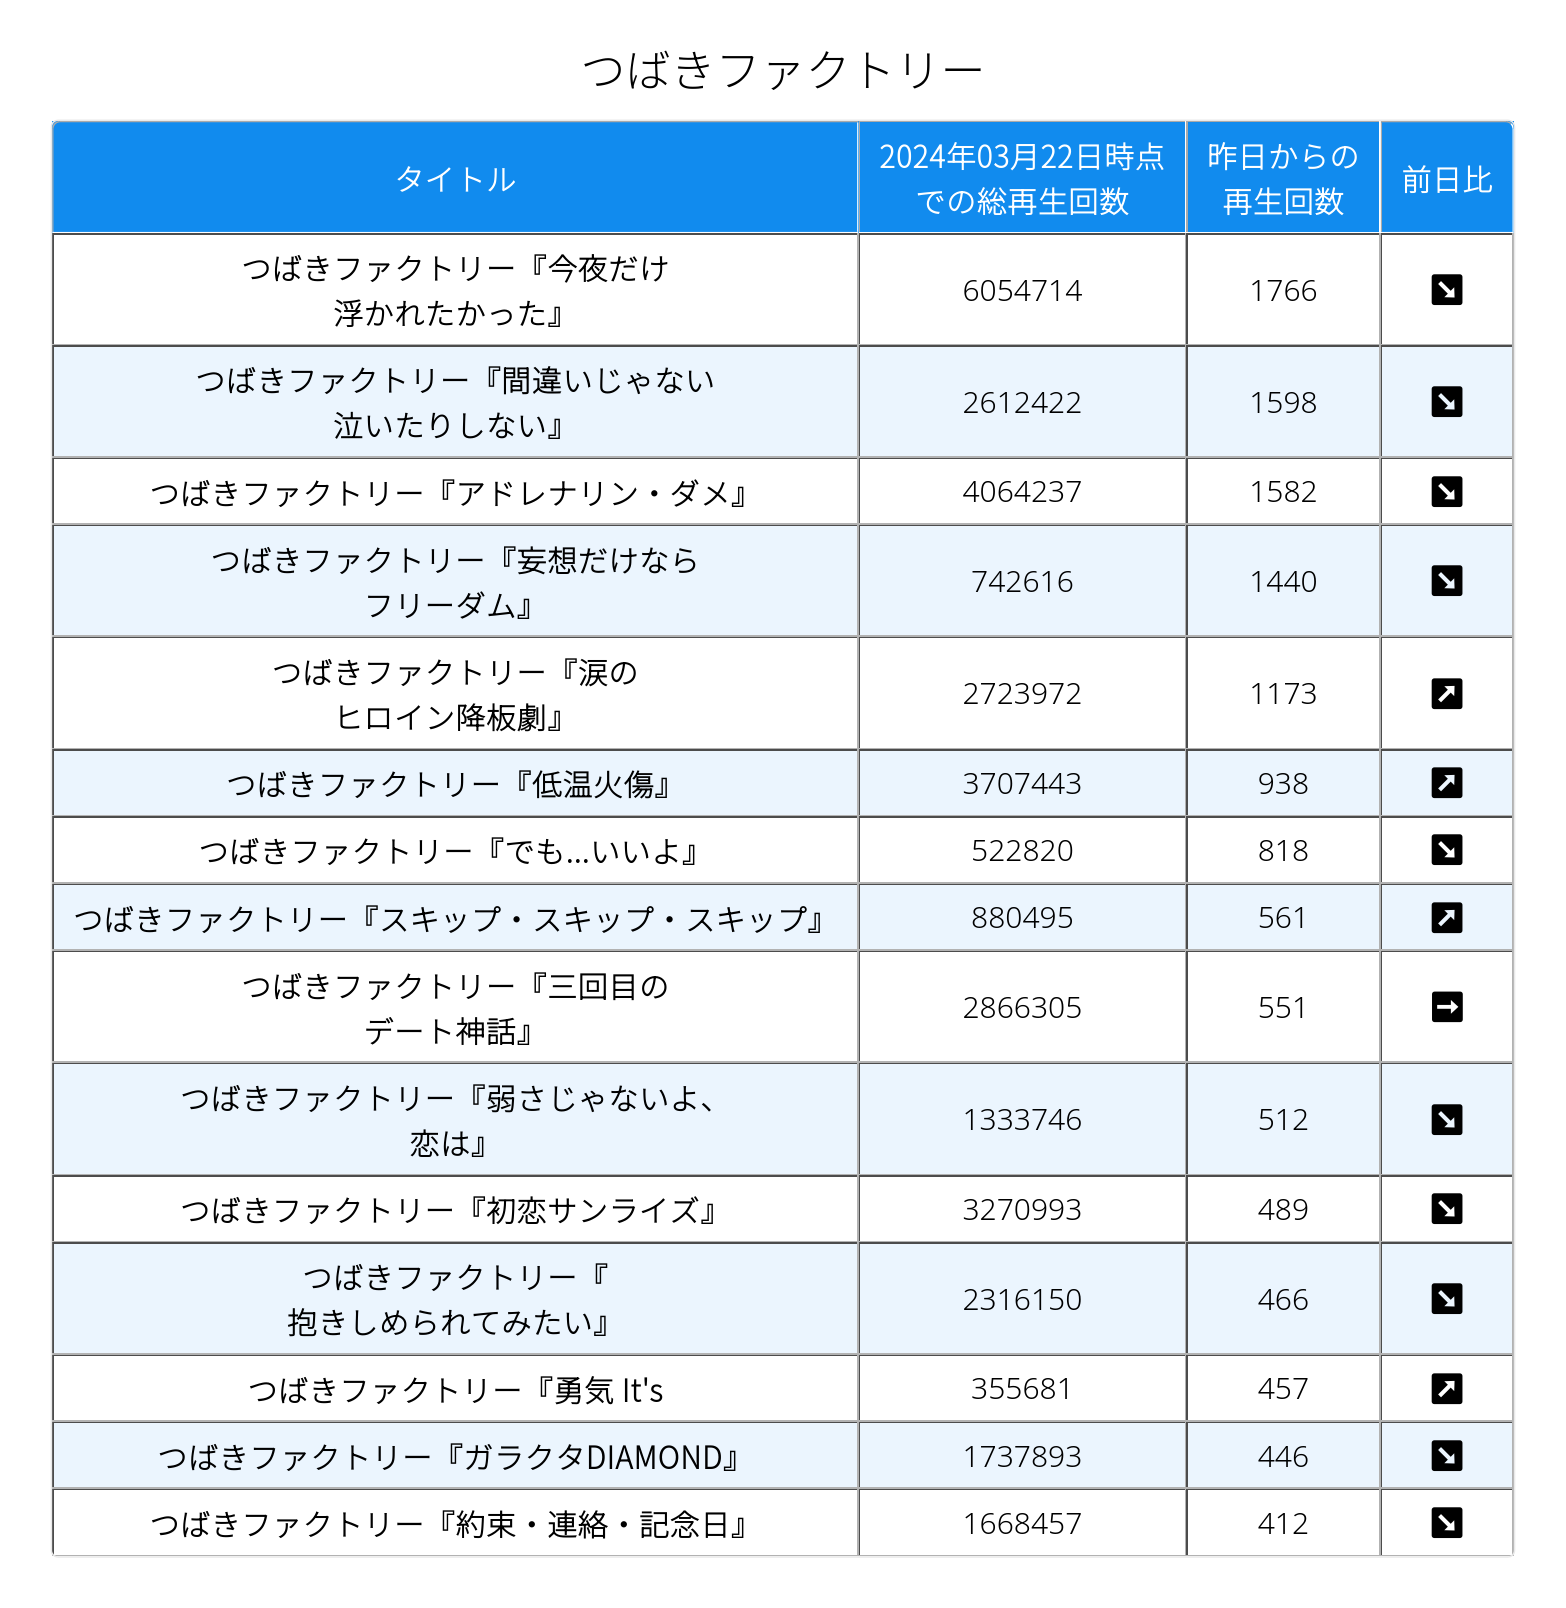 つばきファクトリー
タイトル
2024年03月22日時点
での総再生回数
昨日からの
再生回数
前日比
つばきファクトリー『今夜だけ
浮かれたかった』
6054714
1766
つばきファクトリー『間違いじゃない
泣いたりしない』
2612422
1598
つばきファクトリー『アドレナリン・ダメ』
4064237
1582
つばきファクトリー『妄想だけなら
フリーダム』
742616
1440
つばきファクトリー『涙の
ヒロイン降板劇』
2723972
1173
つばきファクトリー『低温火傷』
3707443
938
つばきファクトリー『でも...いいよ』
522820
818
つばきファクトリー『スキップ・スキップ・スキップ』
880495
561
つばきファクトリー『三回目の
デート神話』
2866305
551
つばきファクトリー『弱さじゃないよ、
恋は』
1333746
512
つばきファクトリー『初恋サンライズ』
3270993
489
つばきファクトリー『
抱きしめられてみたい』
2316150
466
つばきファクトリー『勇気 It's
355681
457
つばきファクトリー『ガラクタDIAMOND』
1737893
446
つばきファクトリー『約束・連絡・記念日』
1668457
412